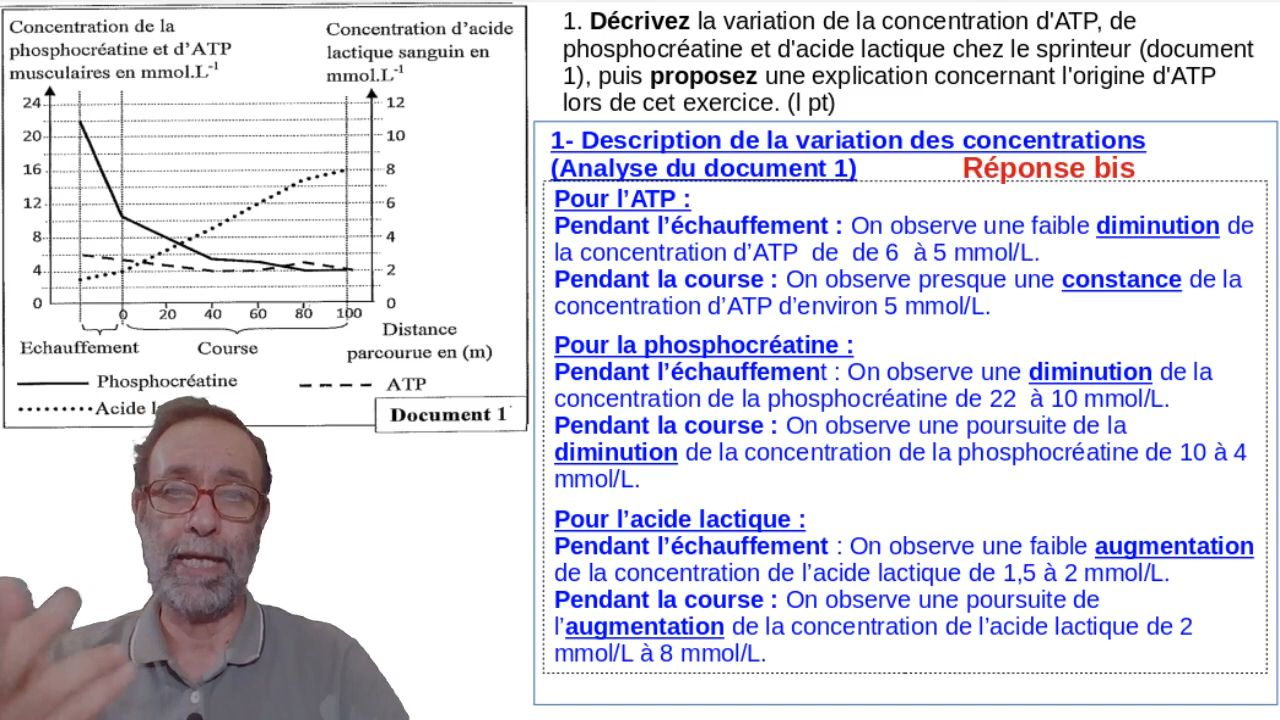 Concentration de la
phosphocréatine et d'ATP
musculaires en mmol.L-1
Concentration d'acide
lactique sanguin en
mmol.L-1
24
20
16
12
8
4
0
12
10
8
6
4
2
0
0 20 40 60 80 100
Echauffement
Course
Distance
parcourue en (m)
Phosphocréatine
ATP
Acide
Document 1
1. Décrivez la variation de la concentration d'ATP, de
phosphocréatine et d'acide lactique chez le sprinteur (document
1), puis proposez une explication concernant l'origine d'ATP
lors de cet exercice. (l pt)
1- Description de la variation des concentrations
(Analyse du document 1)
Réponse bis
Pour l’ATP :
Pendant l’échauffement : On observe une faible diminution de
la concentration d’ATP de de 6 à 5 mmol/L.
Pendant la course : On observe presque une constance de la
concentration d’ATP d’environ 5 mmol/L.
Pour la phosphocréatine :
Pendant l’échauffement : On observe une diminution de la
concentration de la phosphocréatine de 22 à 10 mmol/L.
Pendant la course : On observe une poursuite de la
diminution de la concentration de la phosphocréatine de 10 à 4
mmol/L.
Pour l’acide lactique :
Pendant l’échauffement : On observe une faible augmentation
de la concentration de l’acide lactique de 1,5 à 2 mmol/L.
Pendant la course : On observe une poursuite de
l’augmentation de la concentration de l’acide lactique de 2
mmol/L à 8 mmol/L.